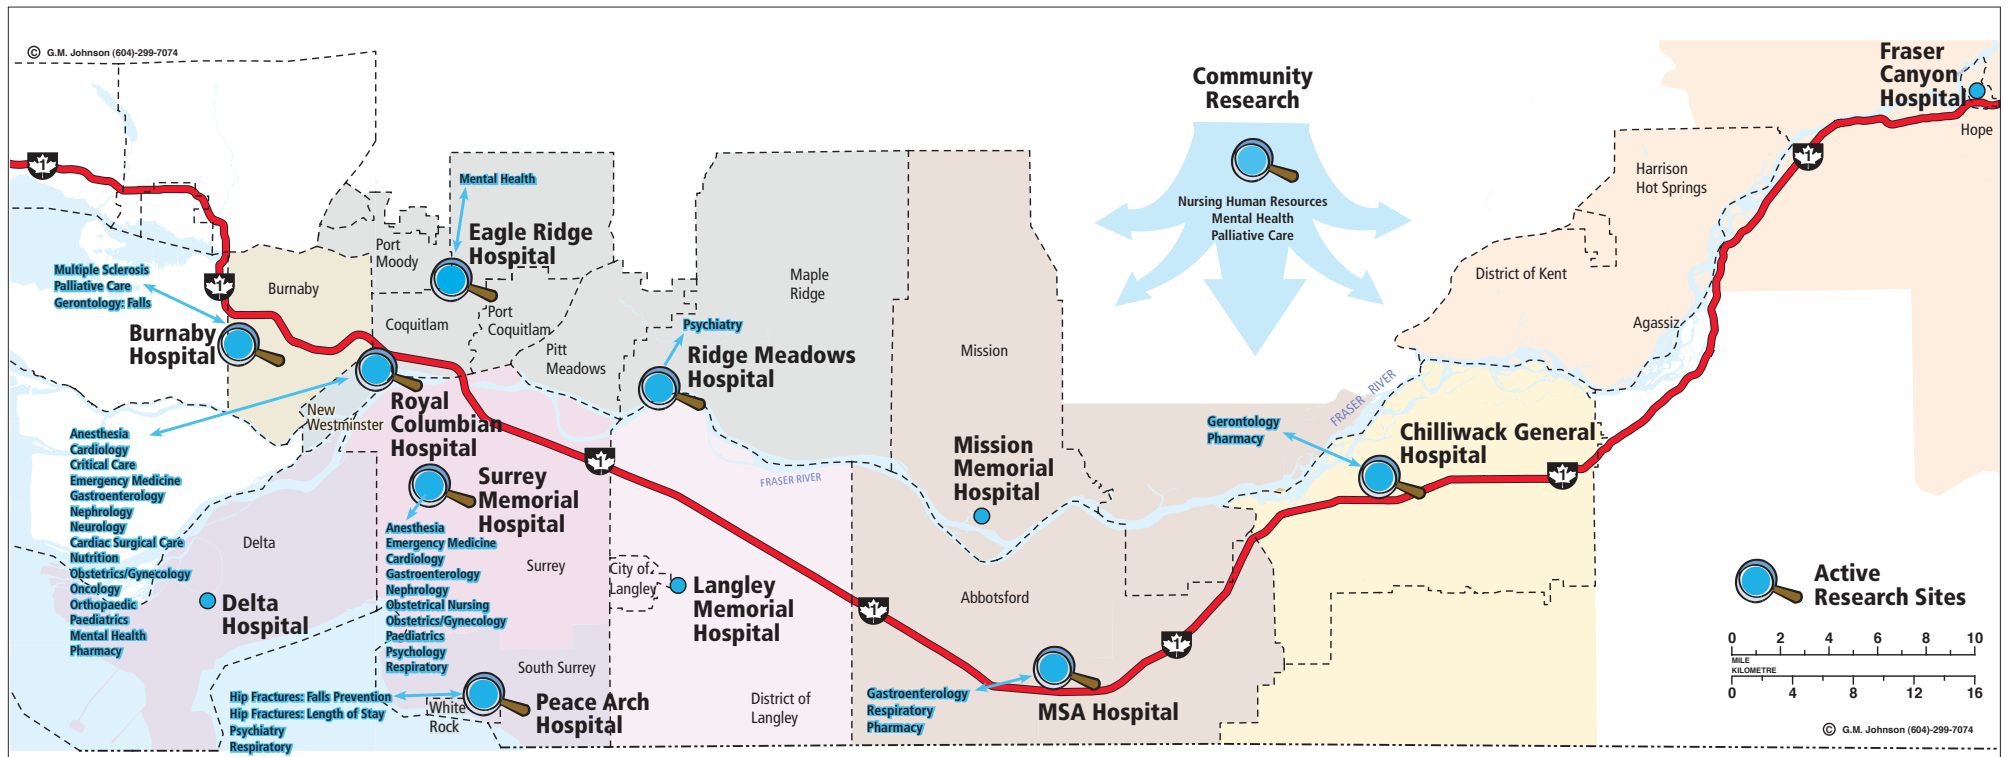 © G.M. Johnson (604)-299-7074
1
Mental Health
Eagle Ridge
Hospital
Port
Moody
Burnaby
Coquitlam
Port
Coquitlam
Pitt
Meadows
Multiple Sclerosis
Palliative Care
Gerontology: Falls
1
Burnaby
Hospital
New
Westminster
Royal
Columbian
Hospital
Anesthesia
Cardiology
Critical Care
Emergency Medicine
Gastroenterology
Nephrology
Neurology
Cardiac Surgical Care
Nutrition
Obstetrics/Gynecology
Oncology
Orthopaedic
Paediatrics
Mental Health
Pharmacy
Psychiatry
Ridge Meadows
Hospital
Maple
Ridge
Mission
Community
Research
Nursing Human Resources
Mental Health
Palliative Care
Fraser
Canyon
Hospital
Hope
1
Harrison
Hot Springs
District of Kent
Agassiz
FRASER RIVER
Gerontology
Pharmacy
Chilliwack General
Hospital
1
Mission
Memorial
Hospital
FRASER RIVER
1
Surrey
Memorial
Hospital
Anesthesia
Emergency Medicine
Cardiology
Gastroenterology
Nephrology
Obstetrical Nursing
Obstetrics/Gynecology
Paediatrics
Psychology
Respiratory
Surrey
Delta
Delta
Hospital
City of
Langley
Langley
Memorial
Hospital
1
Abbotsford
1
South Surrey
Hip Fractures: Falls Prevention
Hip Fractures: Length of Stay
Psychiatry
Respiratory
White
Rock
Peace Arch
Hospital
District of
Langley
Gastroenterology
Respiratory
Pharmacy
MSA Hospital
Active
Research Sites
0 2 4 6 8 10
MILE
KILOMETRE
0 4 8 12 16
© G.M. Johnson (604)-299-7074